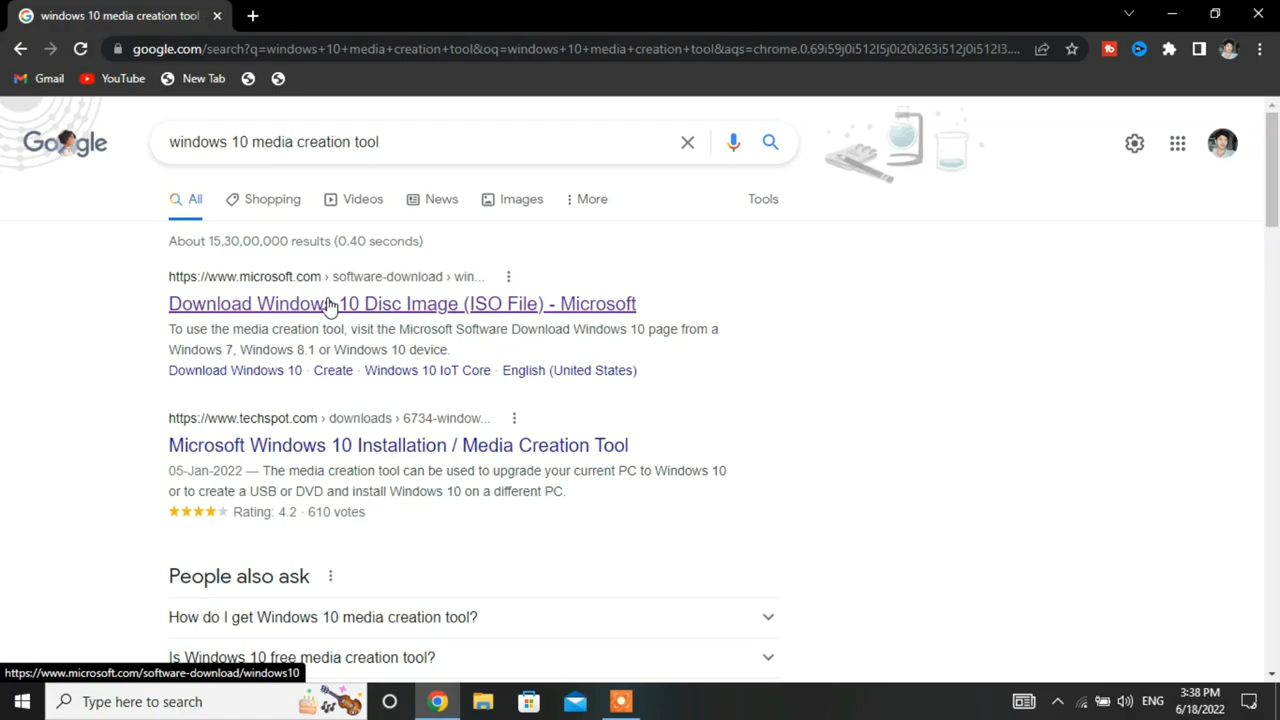 windows 10 media creation tool
google.com/search?q=windows+10+media+creation+tool&oq=windows+10+media+creation+tool&aqs=chrome.0.69i59j0i512l5j0i20i263i512j0i512l3....
Gmail
YouTube
New Tab
Google
windows 10 media creation tool
All
Shopping
Videos
News
Images
More
Tools
About 15,30,00,000 results (0.40 seconds)
https://www.microsoft.com › software-download › win...
Download Windows 10 Disc Image (ISO File) - Microsoft
To use the media creation tool, visit the Microsoft Software Download Windows 10 page from a
Windows 7, Windows 8.1 or Windows 10 device.
Download Windows 10 · Create · Windows 10 IoT Core · English (United States)
https://www.techspot.com › downloads › 6734-window...
Microsoft Windows 10 Installation / Media Creation Tool
05-Jan-2022 — The media creation tool can be used to upgrade your current PC to Windows 10
or to create a USB or DVD and install Windows 10 on a different PC.
Rating: 4.2 · 610 votes
People also ask
How do I get Windows 10 media creation tool?
Is Windows 10 free media creation tool?
https://www.microsoft.com/software-download/windows10
Type here to search
ENG
3:38 PM
6/18/2022